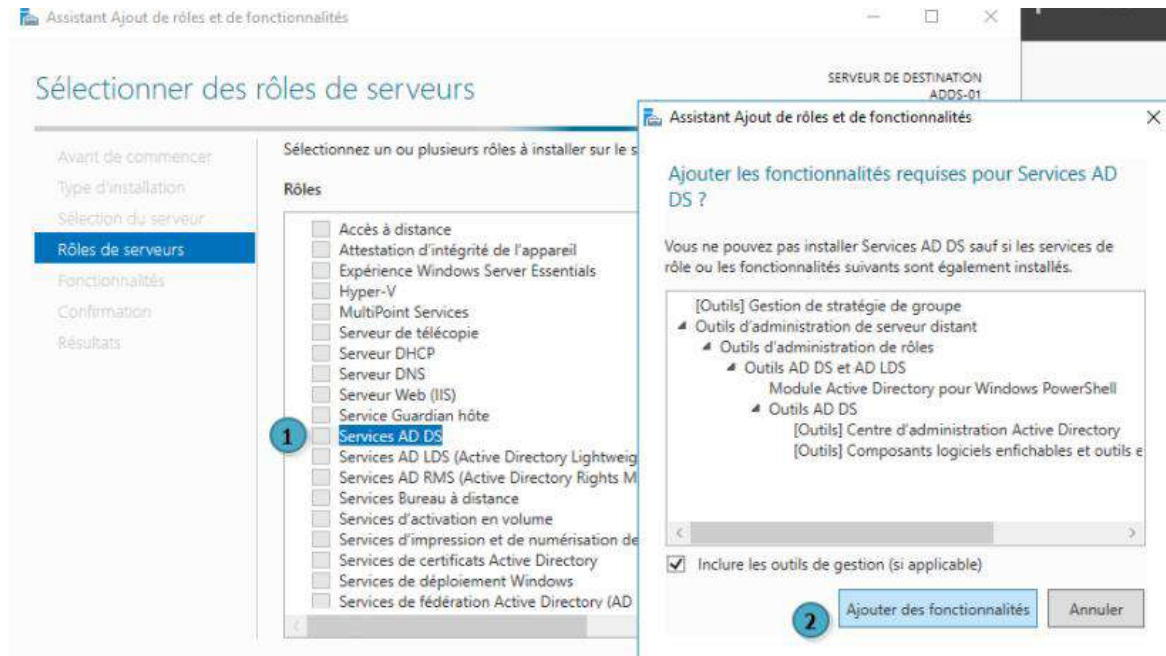 Assistant Ajout de rôles et de fonctionnalités
Sélectionner des rôles de serveurs
SERVEUR DE DESTINATION
ADDS-01
Avant de commencer
Type d'installation
Sélection du serveur
Rôles de serveurs
Fonctionnalités
Confirmation
Résultats
Sélectionnez un ou plusieurs rôles à installer sur le s
Rôles
Accès à distance
Attestation d'intégrité de l'appareil
Expérience Windows Server Essentials
Hyper-V
MultiPoint Services
Serveur de télécopie
Serveur DHCP
Serveur DNS
Serveur Web (IIS)
Service Guardian hôte
1 Services AD DS
Services AD LDS (Active Directory Lightweig
Services AD RMS (Active Directory Rights M
Services Bureau à distance
Services d'activation en volume
Services d'impression et de numérisation de
Services de certificats Active Directory
Services de déploiement Windows
Services de fédération Active Directory (AD
Assistant Ajout de rôles et de fonctionnalités
Ajouter les fonctionnalités requises pour Services AD
DS ?
Vous ne pouvez pas installer Services AD DS sauf si les services de
rôle ou les fonctionnalités suivants sont également installés.
[Outils] Gestion de stratégie de groupe
Outils d'administration de serveur distant
Outils d'administration de rôles
Outils AD DS et AD LDS
Module Active Directory pour Windows PowerShell
Outils AD DS
[Outils] Centre d'administration Active Directory
[Outils] Composants logiciels enfichables et outils e
Inclure les outils de gestion (si applicable)
2 Ajouter des fonctionnalités Annuler